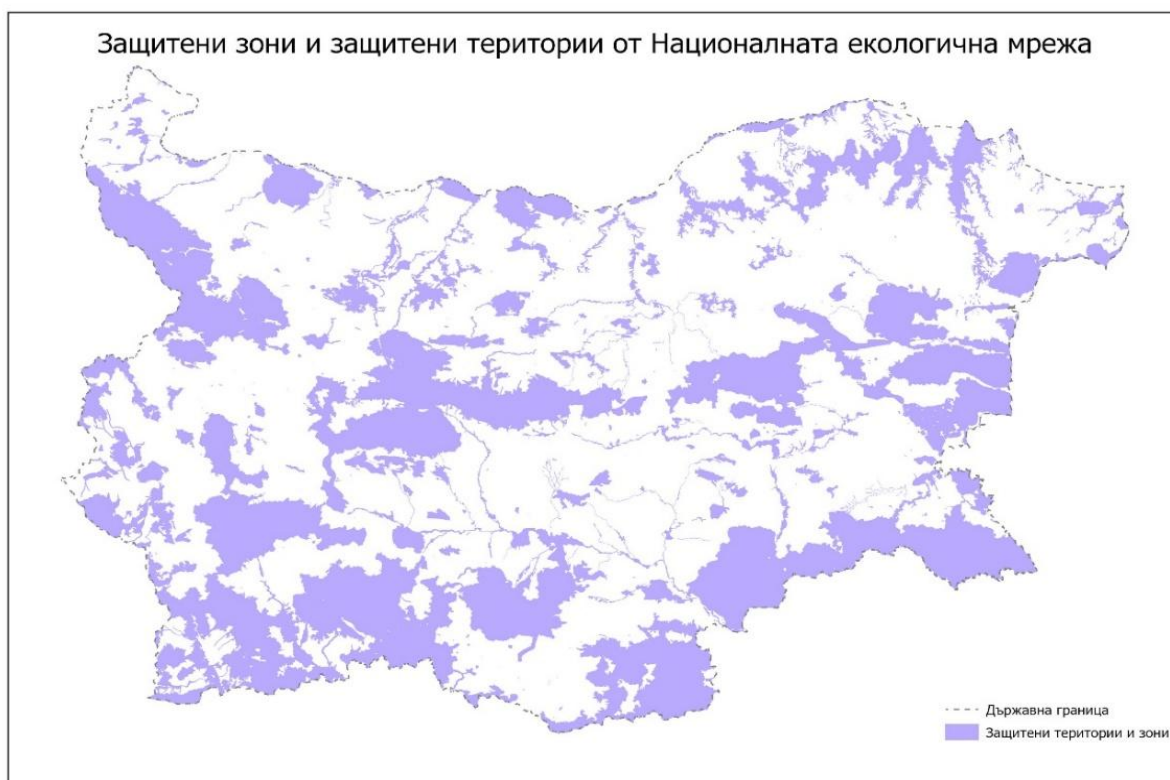 Защитени зони и защитени територии от Националната екологична мрежа
Държавна граница
Защитени територии и зони